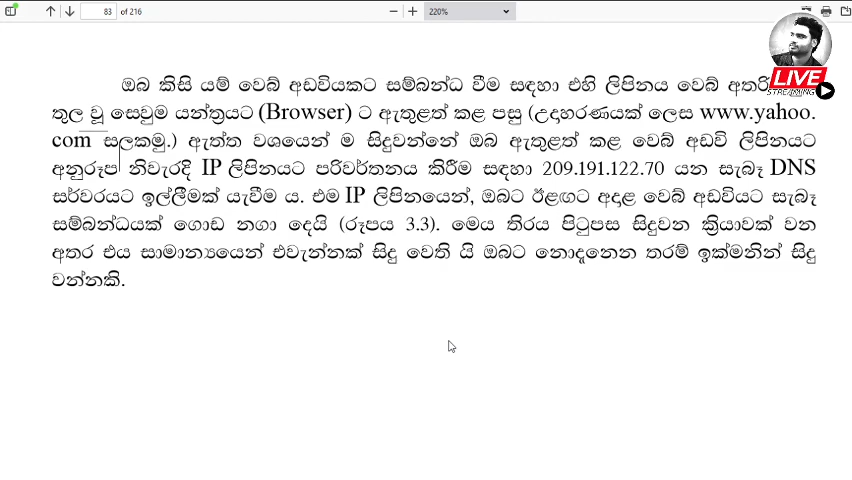 83 of 216
220%
LIVE
STREAMING
ඔබ කිසි යම් වෙබ් අඩවියකට සම්බන්ධ වීම සඳහා එහි ලිපිනය වෙබ්
තුල වූ සෙවුම් යන්ත්‍රයට (Browser) ට ඇතුළත් කළ පසු (උදාහරණයක් ලෙස www.yahoo.
com සලකමු.) ඇත්ත වශයෙන් ම සිදුවන්නේ ඔබ ඇතුළත් කළ වෙබ් අඩවි ලිපිනයට
අනුරූප නිවැරදි IP ලිපිනයට පරිවර්තනය කිරීම සඳහා 209.191.122.70 යන සැබෑ DNS
සර්වරයට ඉල්ලීමක් යැවීම ය. එම IP ලිපිනයෙන්, ඔබට ඊළඟට අදාළ වෙබ් අඩවියට සැබෑ
සම්බන්ධයක් ගොඩ නගා දෙයි (රූපය 3.3). මෙය තිරය පිටුපස සිදුවන ක්‍රියාවක් වන
අතර එය සාමාන්‍යයෙන් එවැන්නක් සිදු වෙති යි ඔබට නොදැනෙන තරම් ඉක්මනින් සිදු
වන්නකි.